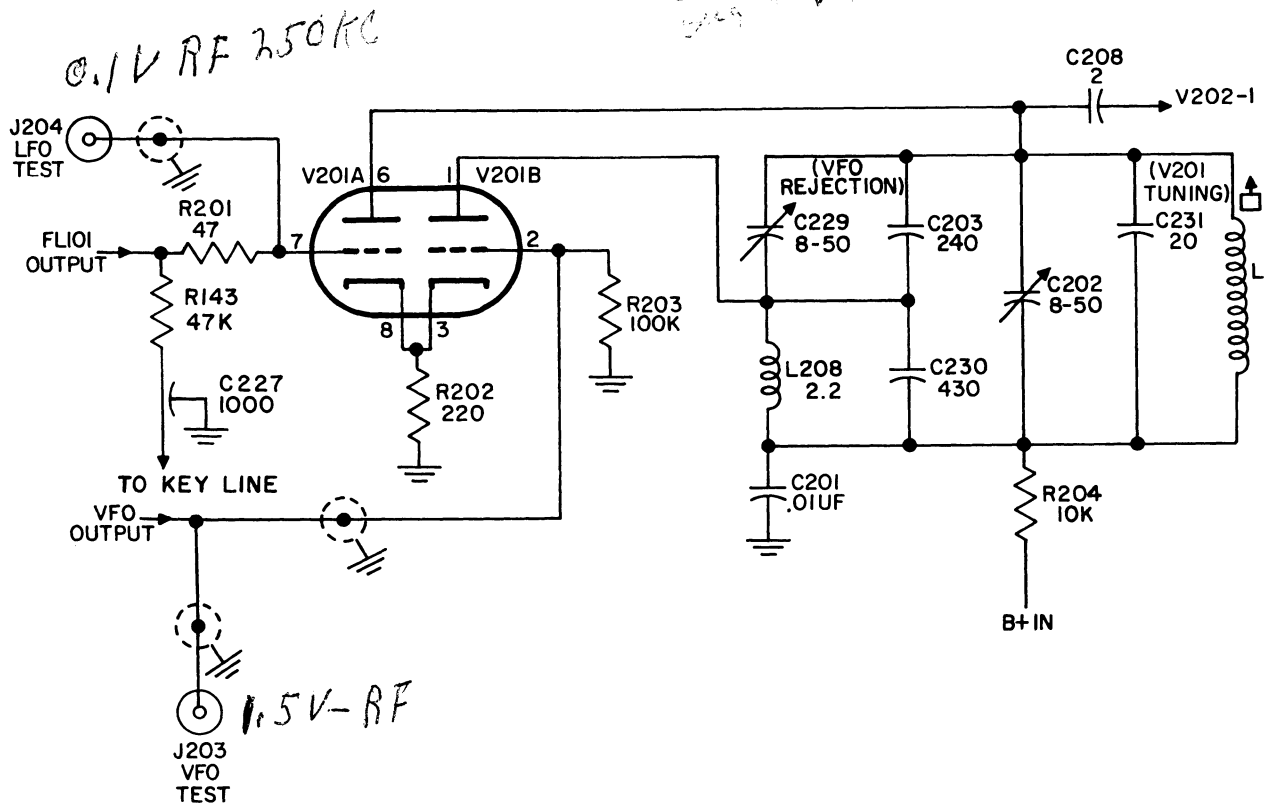 0.1V RF 250KC
C208
2
V202-1
J204
LFO
TEST
V201A
6
1
V201B
(VFO
REJECTION)
(V201
TUNING)
R201
47
7
2
C229
8-50
C203
240
C231
20
FL101
OUTPUT
R143
47K
8
3
R203
100K
C202
8-50
L
C227
1000
R202
220
L208
2.2
C230
430
TO KEY LINE
C201
.01UF
R204
10K
VFO
OUTPUT
B+ IN
1.5V-RF
J203
VFO
TEST